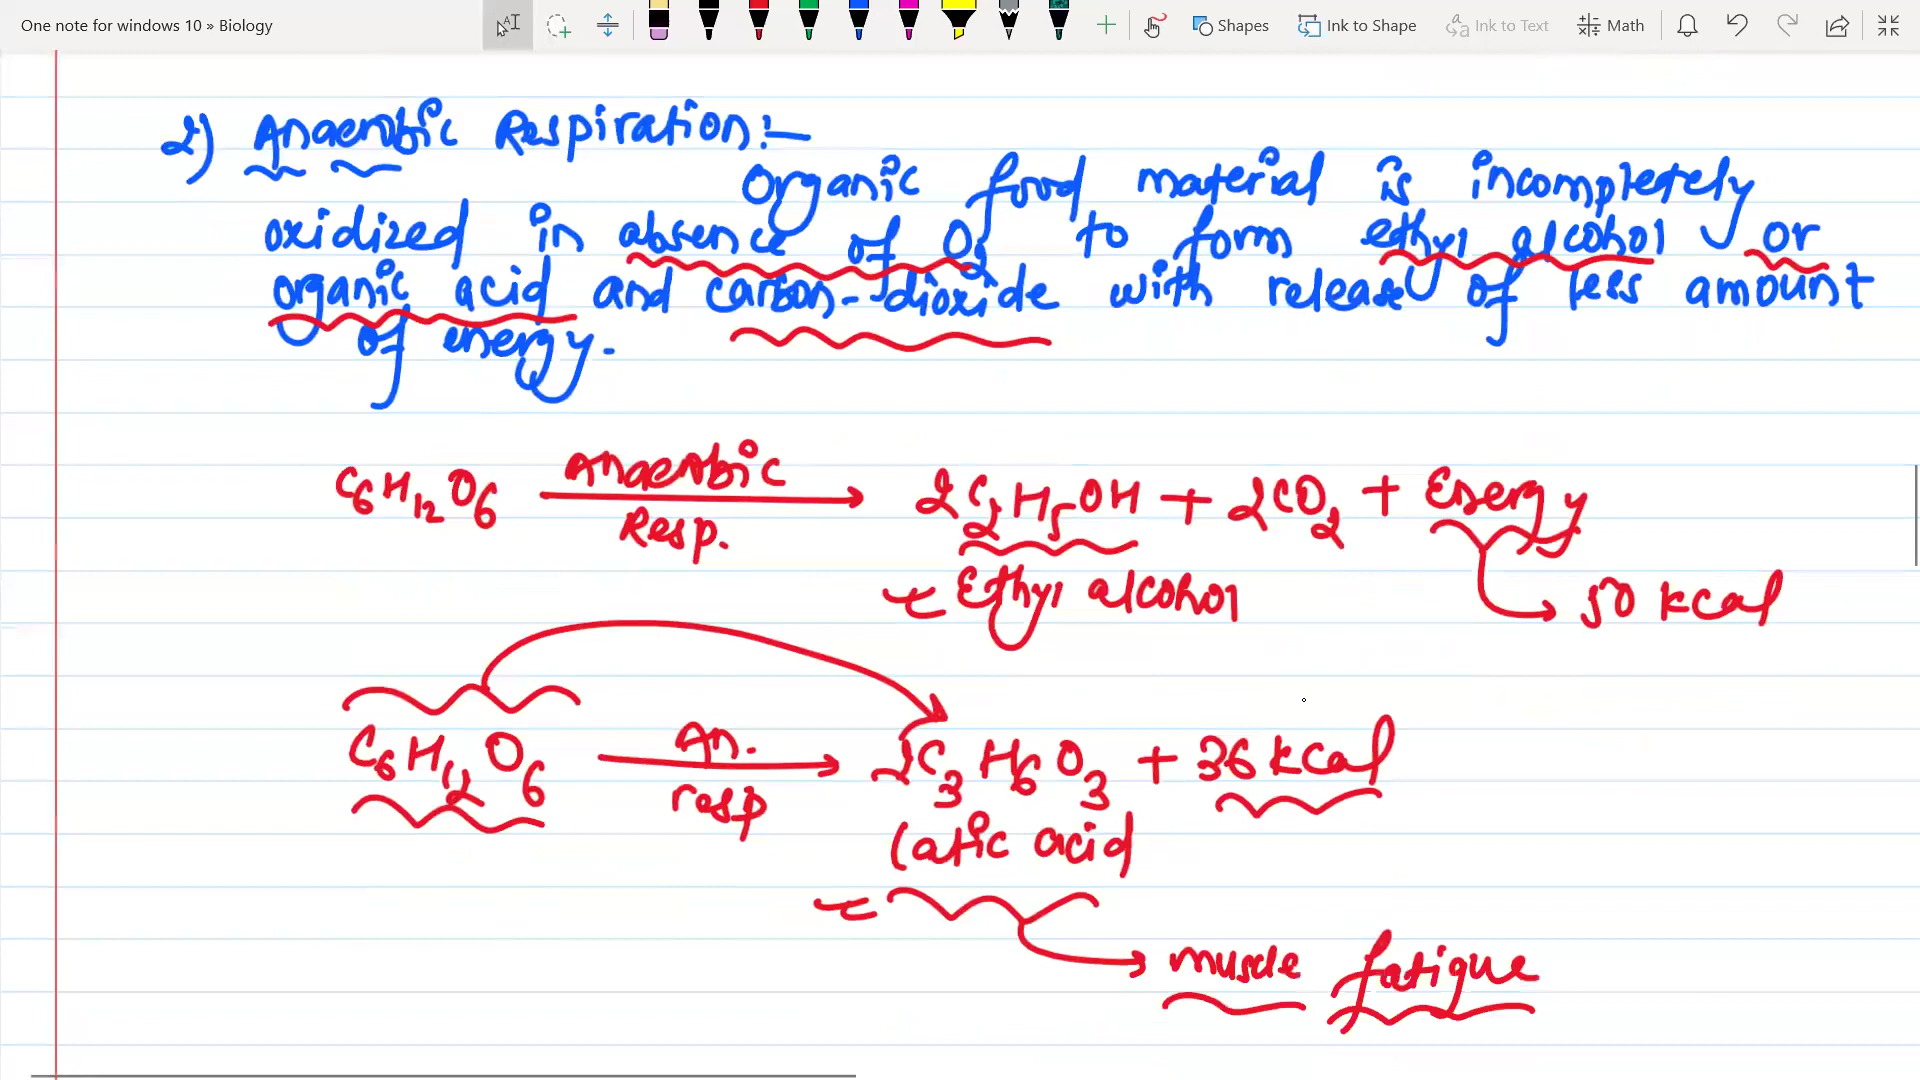 One note for windows 10 » Biology
Shapes Ink to Shape Ink to Text Math
2) Anaerobic Respiration:-
Organic food material is incompletely
oxidized in absence of O₂ to form ethyl alcohol or
organic acid and carbon-dioxide with release of less amount
of energy.
C₆H₁₂O₆ Anaerobic Resp. → 2C₂H₅OH + 2CO₂ + Energy
Ethyl alcohol → 50 kcal
C₆H₁₂O₆ An. resp → 2C₃H₆O₃ + 36 kcal
Latic acid
→ muscle fatigue